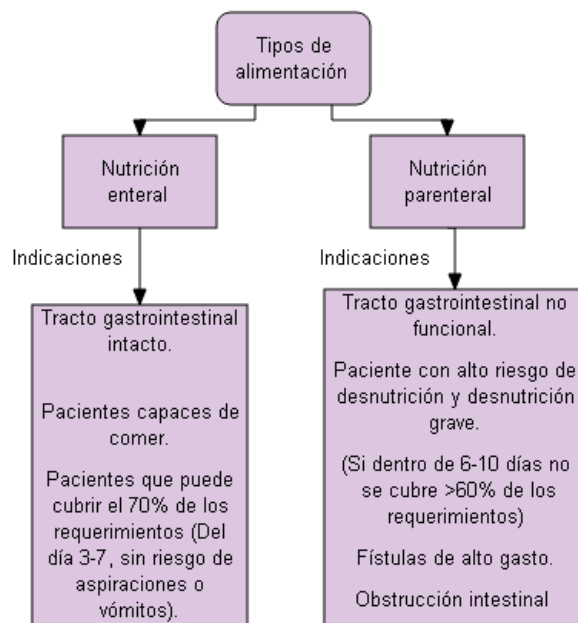 Tipos de
alimentación
Nutrición
enteral
Nutrición
parenteral
Indicaciones
Indicaciones
Tracto gastrointestinal
intacto.
Pacientes capaces de
comer.
Pacientes que puede
cubrir el 70% de los
requerimientos (Del
día 3-7, sin riesgo de
aspiraciones o
vómitos).
Tracto gastrointestinal no
funcional.
Paciente con alto riesgo de
desnutrición y desnutrición
grave.
(Si dentro de 6-10 días no
se cubre >60% de los
requerimientos)
Fístulas de alto gasto.
Obstrucción intestinal